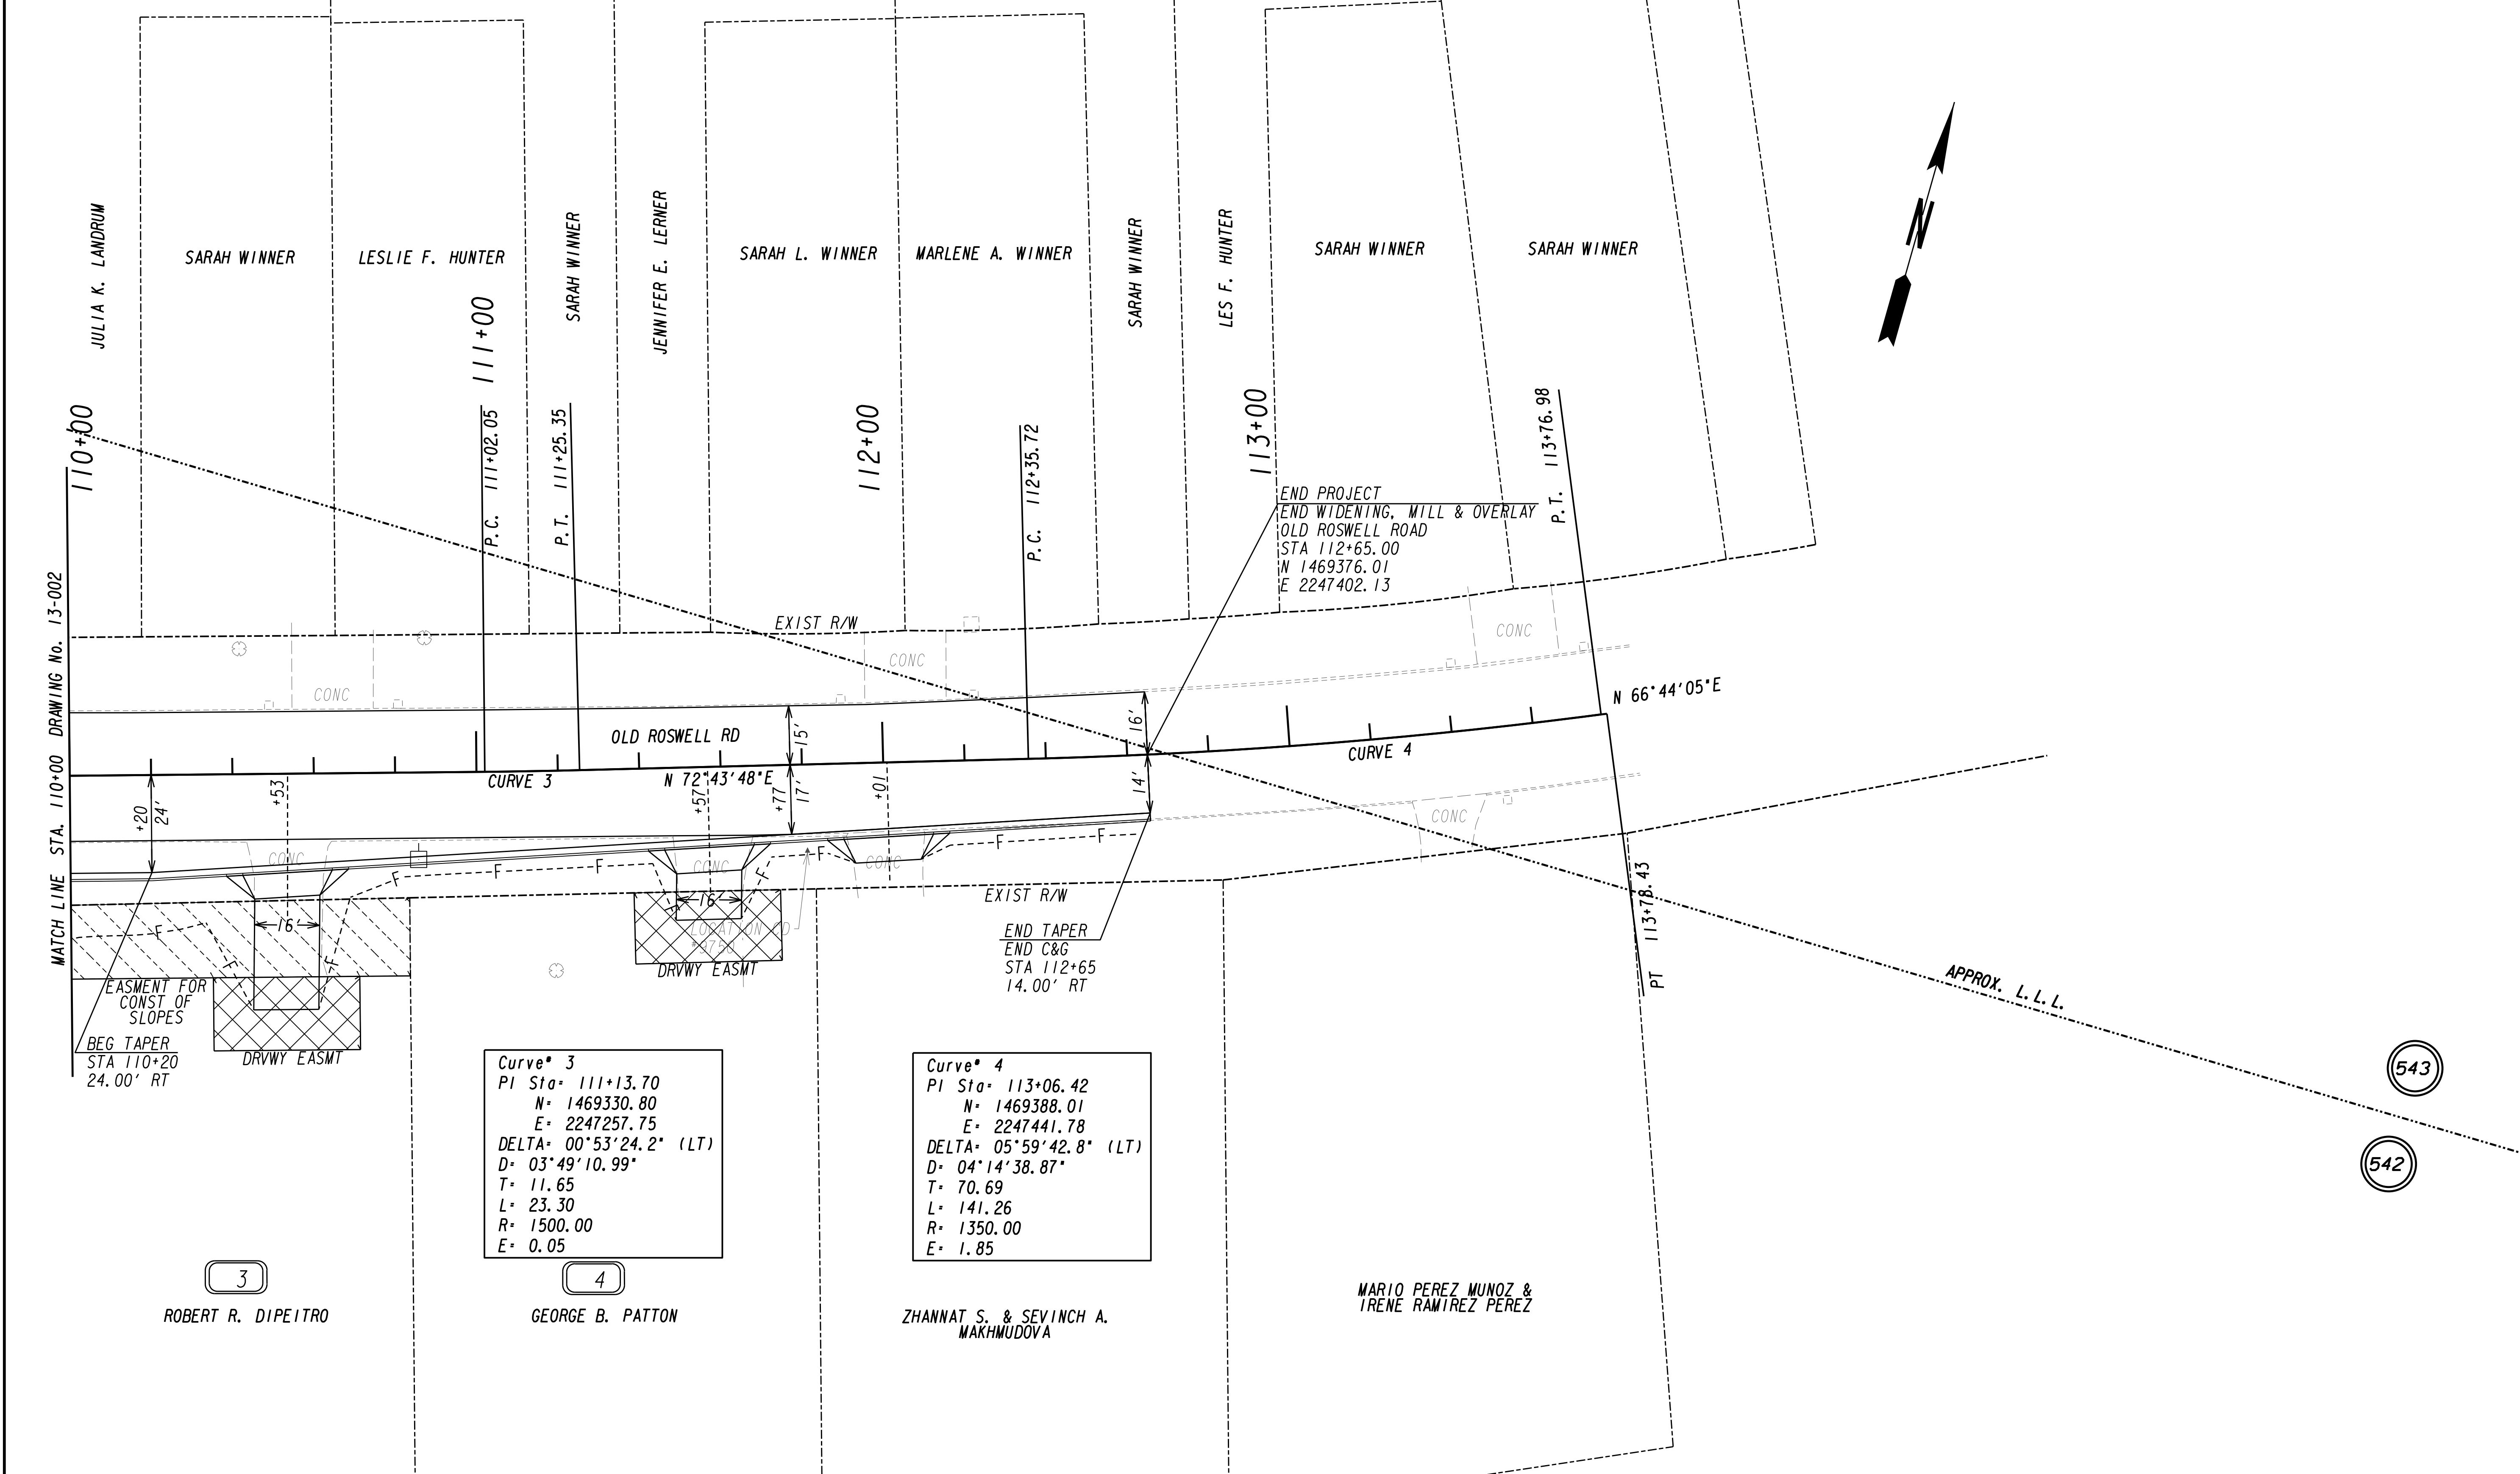 JULIA K. LANDRUM
SARAH WINNER
LESLIE F. HUNTER
SARAH WINNER
JENNIFER E. LERNER
SARAH L. WINNER
MARLENE A. WINNER
SARAH WINNER
LES F. HUNTER
SARAH WINNER
SARAH WINNER
N
110+00
111+00
112+00
113+00
P.C. 111+02.05
P.T. 111+25.35
P.C. 112+35.72
P.T. 113+76.98
END PROJECT
END WIDENING, MILL & OVERLAY
OLD ROSWELL ROAD
STA 112+65.00
N 1469376.01
E 2247402.13
MATCH LINE STA. 110+00 DRAWING No. 13-002
EXIST R/W
CONC
CONC
CONC
OLD ROSWELL RD
15'
16'
N 66°44'05"E
CURVE 3
N 72°43'48"E
CURVE 4
+20
24'
+53
+57
+77
17'
+01
14'
CONC
CONC
CONC
CONC
F
F
F
F
F
F
F
F
F
F
F
16'
16'
EXIST R/W
DRVWY EASMT
END TAPER
END C&G
STA 112+65
14.00' RT
PT 113+78.43
APPROX. L.L.L.
EASMENT FOR
CONST OF
SLOPES
BEG TAPER
STA 110+20
24.00' RT
DRVWY EASMT
Curve# 3
PI Sta= 111+13.70
N= 1469330.80
E= 2247257.75
DELTA= 00°53'24.2" (LT)
D= 03°49'10.99"
T= 11.65
L= 23.30
R= 1500.00
E= 0.05
Curve# 4
PI Sta= 113+06.42
N= 1469388.01
E= 2247441.78
DELTA= 05°59'42.8" (LT)
D= 04°14'38.87"
T= 70.69
L= 141.26
R= 1350.00
E= 1.85
543
542
3
ROBERT R. DIPEITRO
4
GEORGE B. PATTON
ZHANNAT S. & SEVINCH A.
MAKHMUDOVA
MARIO PEREZ MUNOZ &
IRENE RAMIREZ PEREZ